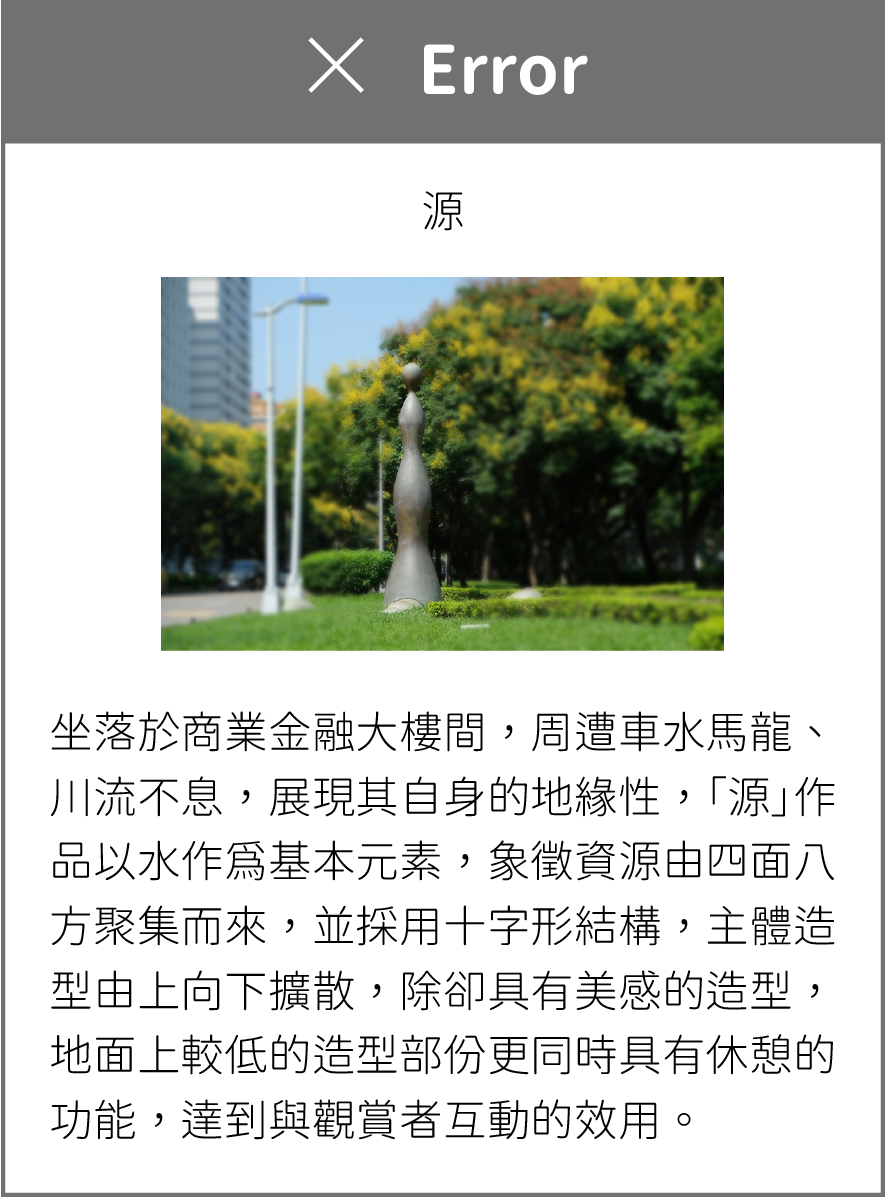 × Error
源
坐落於商業金融大樓間，周遭車水馬龍、
川流不息，展現其自身的地緣性，「源」作
品以水作爲基本元素，象徵資源由四面八
方聚集而來，並採用十字形結構，主體造
型由上向下擴散，除卻具有美感的造型，
地面上較低的造型部份更同時具有休憩的
功能，達到與觀賞者互動的效用。